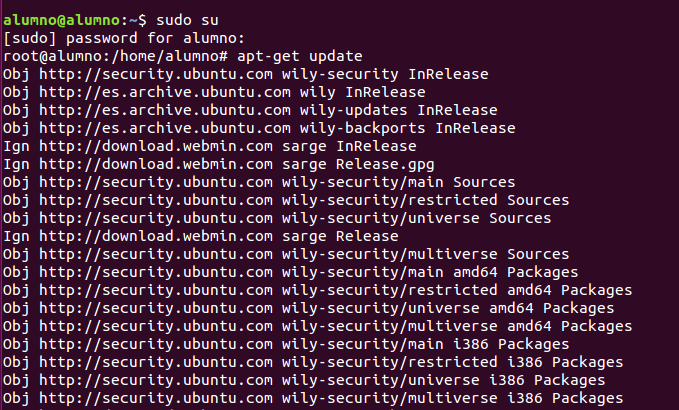 alumno@alumno:~$ sudo su
[sudo] password for alumno:
root@alumno:/home/alumno# apt-get update
Obj http://security.ubuntu.com wily-security InRelease
Obj http://es.archive.ubuntu.com wily InRelease
Obj http://es.archive.ubuntu.com wily-updates InRelease
Obj http://es.archive.ubuntu.com wily-backports InRelease
Ign http://download.webmin.com sarge InRelease
Ign http://download.webmin.com sarge Release.gpg
Obj http://security.ubuntu.com wily-security/main Sources
Obj http://security.ubuntu.com wily-security/restricted Sources
Obj http://security.ubuntu.com wily-security/universe Sources
Ign http://download.webmin.com sarge Release
Obj http://security.ubuntu.com wily-security/multiverse Sources
Obj http://security.ubuntu.com wily-security/main amd64 Packages
Obj http://security.ubuntu.com wily-security/restricted amd64 Packages
Obj http://security.ubuntu.com wily-security/universe amd64 Packages
Obj http://security.ubuntu.com wily-security/multiverse amd64 Packages
Obj http://security.ubuntu.com wily-security/main i386 Packages
Obj http://security.ubuntu.com wily-security/restricted i386 Packages
Obj http://security.ubuntu.com wily-security/universe i386 Packages
Obj http://security.ubuntu.com wily-security/multiverse i386 Packages